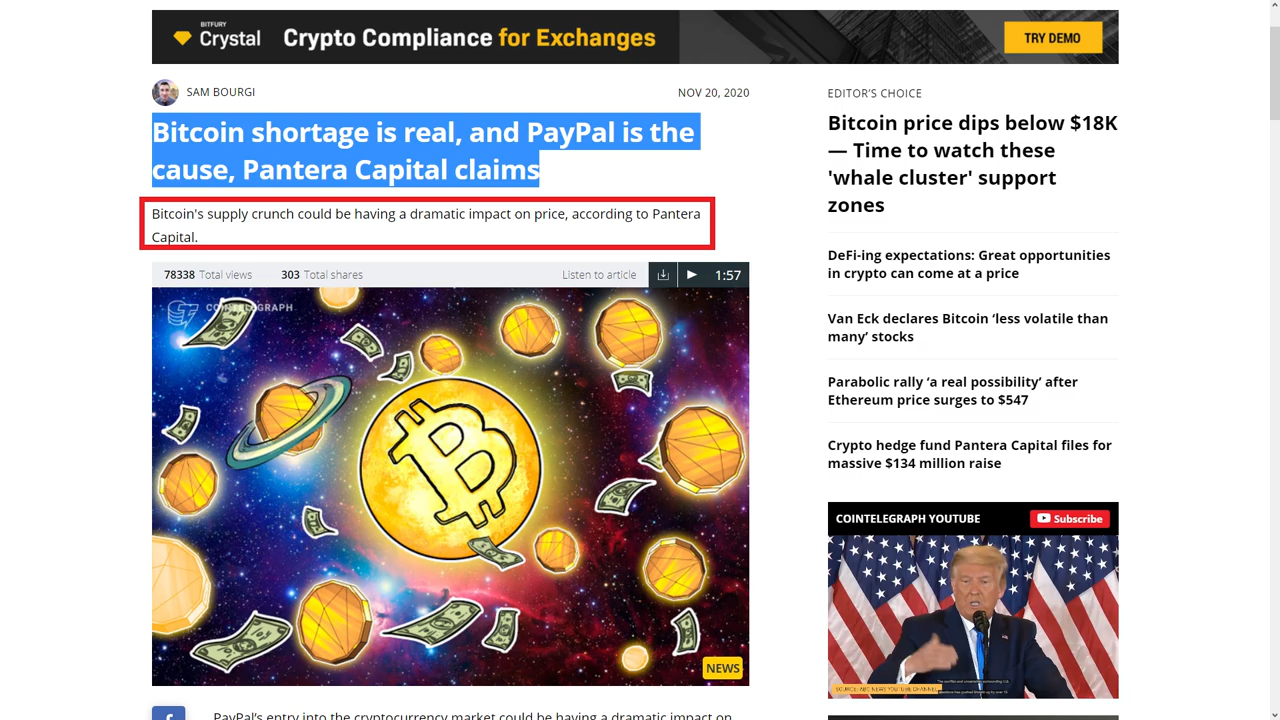 BITFURY
Crystal
Crypto Compliance for Exchanges
TRY DEMO
SAM BOURGI
NOV 20, 2020
Bitcoin shortage is real, and PayPal is the
cause, Pantera Capital claims
Bitcoin's supply crunch could be having a dramatic impact on price, according to Pantera
Capital.
78338 Total views
303 Total shares
Listen to article
1:57
COINTELEGRAPH
NEWS
f
PayPal's entry into the cryptocurrency market could be having a dramatic impact on
EDITOR'S CHOICE
Bitcoin price dips below $18K
— Time to watch these
'whale cluster' support
zones
DeFi-ing expectations: Great opportunities
in crypto can come at a price
Van Eck declares Bitcoin ‘less volatile than
many’ stocks
Parabolic rally ‘a real possibility’ after
Ethereum price surges to $547
Crypto hedge fund Pantera Capital files for
massive $134 million raise
COINTELEGRAPH YOUTUBE
Subscribe
SOURCE: ABC NEWS YOUTUBE CHANNEL